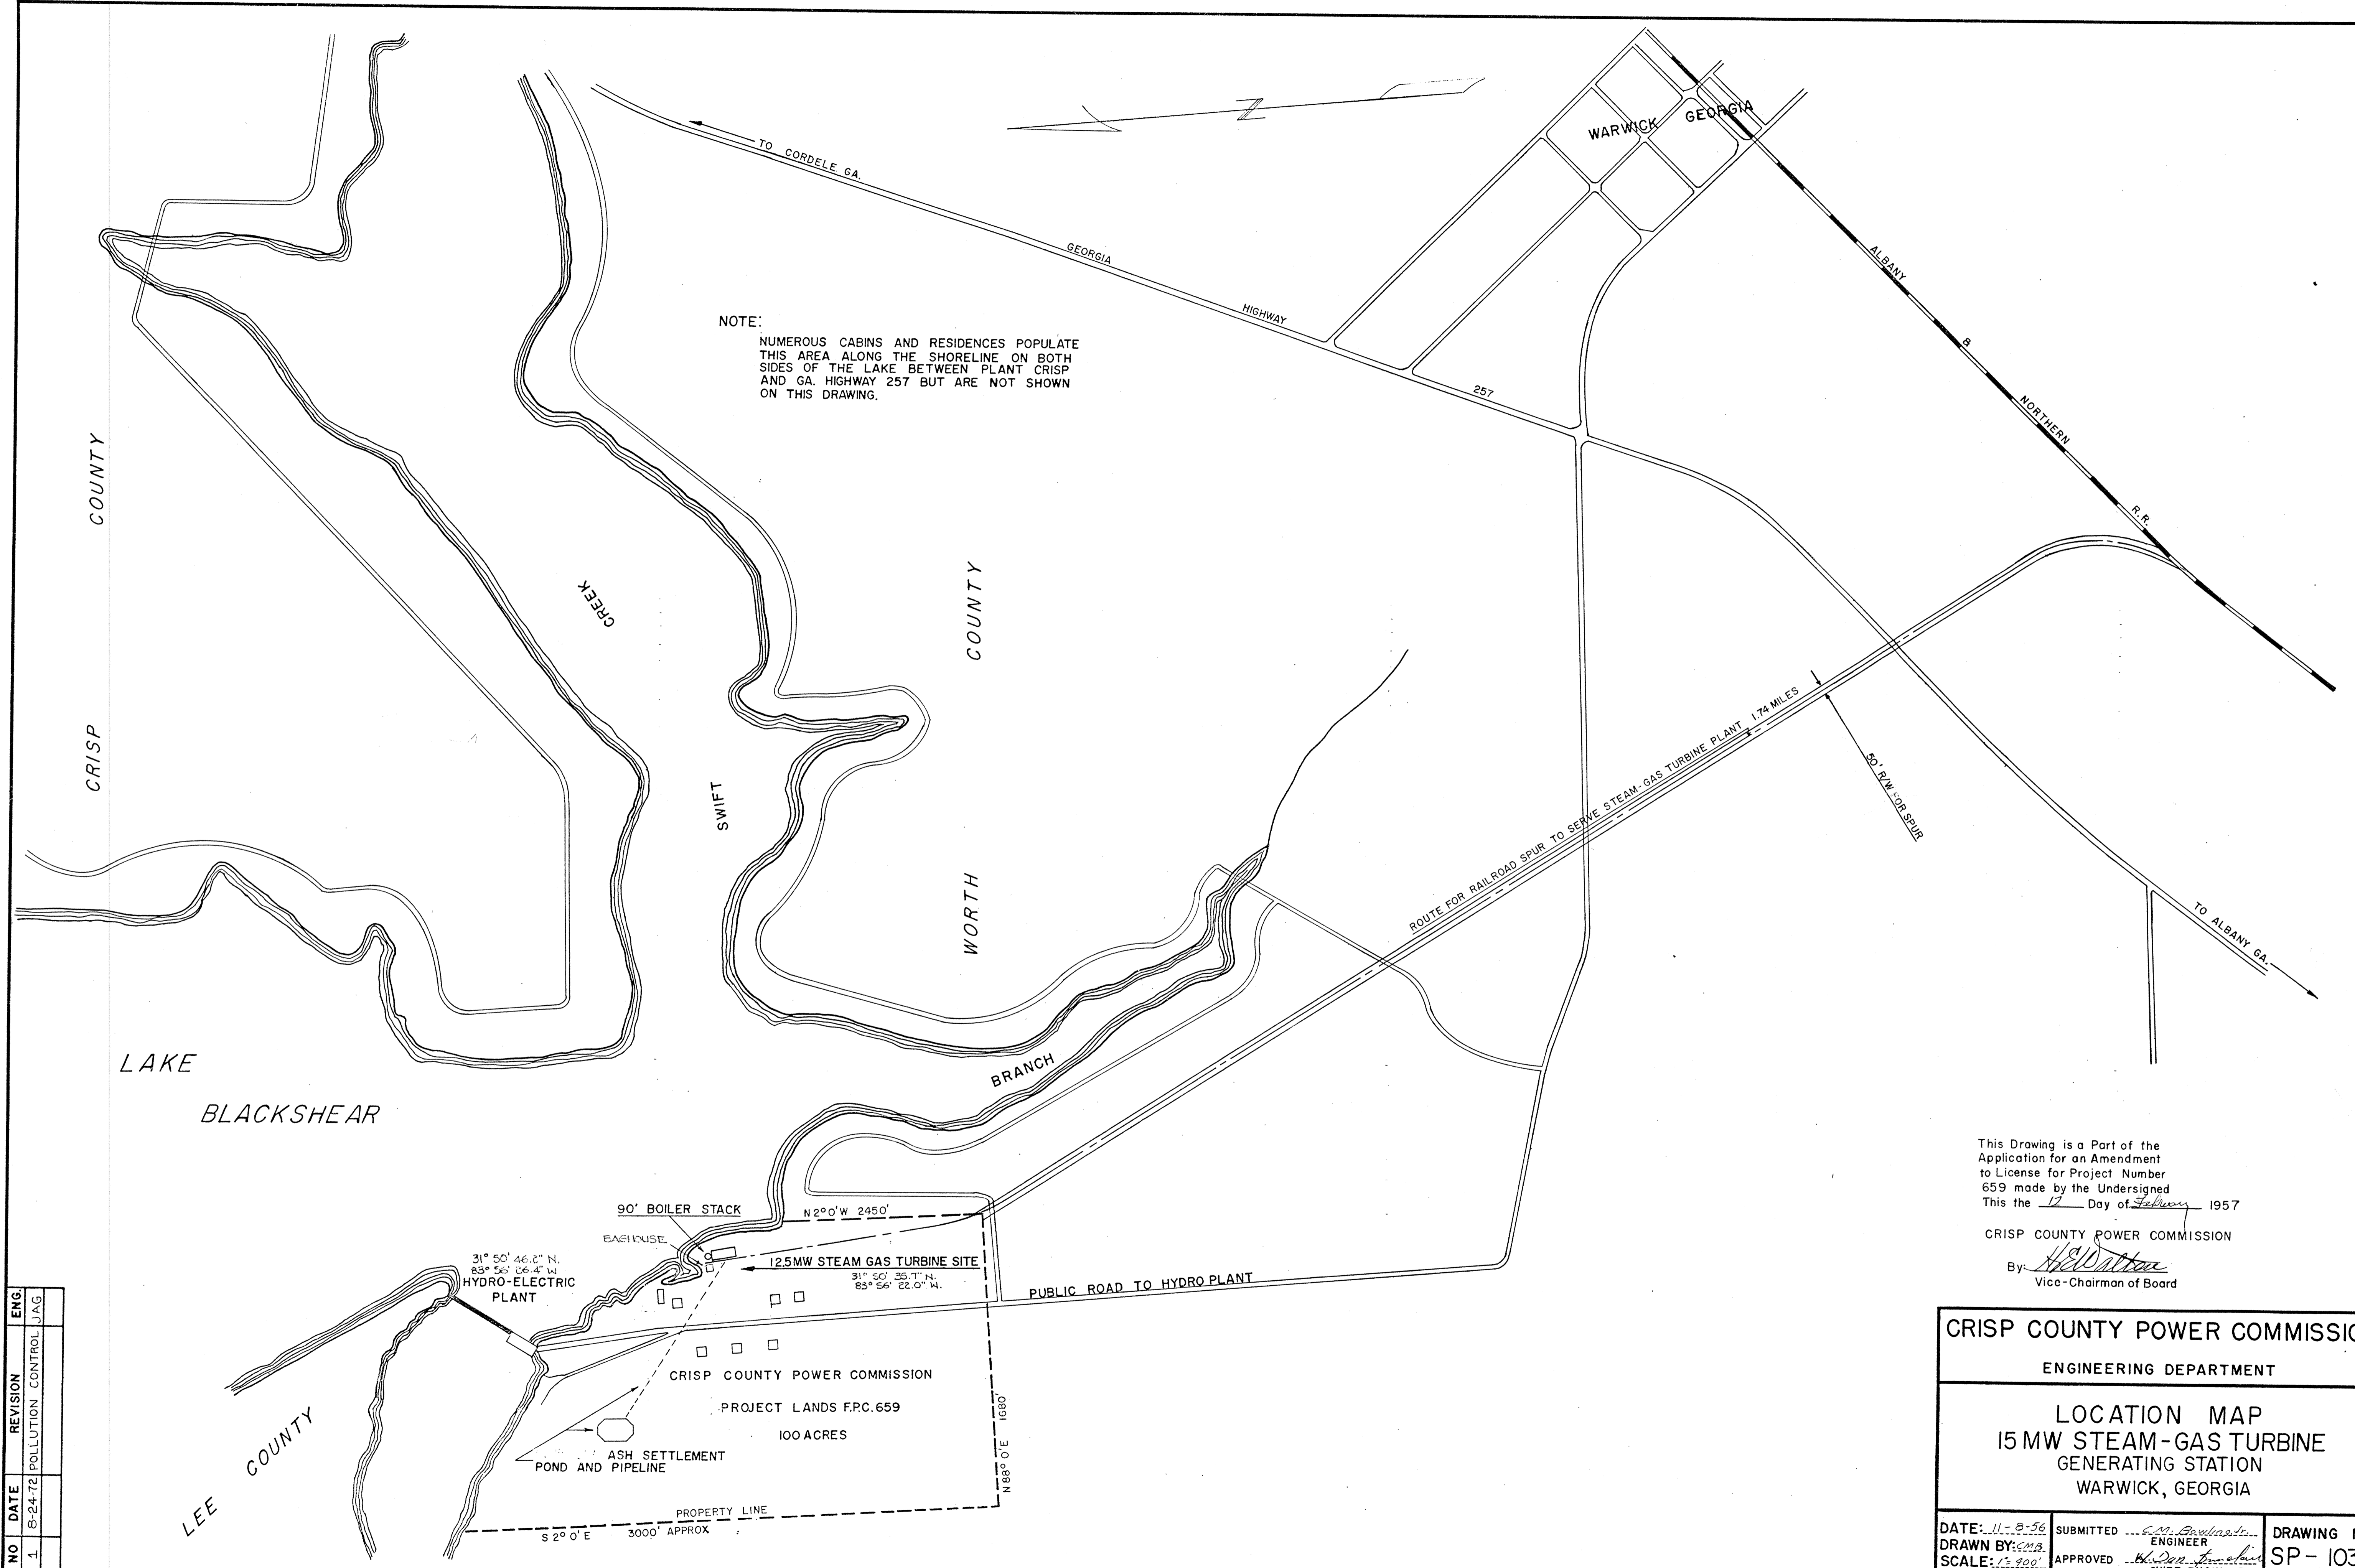 N
TO CORDELE GA.
GEORGIA
HIGHWAY
257
WARWICK GEORGIA
ALBANY
&
NORTHERN
R.R.
NOTE:
NUMEROUS CABINS AND RESIDENCES POPULATE
THIS AREA ALONG THE SHORELINE ON BOTH
SIDES OF THE LAKE BETWEEN PLANT CRISP
AND GA. HIGHWAY 257 BUT ARE NOT SHOWN
ON THIS DRAWING.
CRISP COUNTY
SWIFT CREEK
WORTH COUNTY
ROUTE FOR RAILROAD SPUR TO SERVE STEAM-GAS TURBINE PLANT 1.74 MILES
50' R/W FOR SPUR
TO ALBANY GA.
LAKE
BLACKSHEAR
BRANCH
90' BOILER STACK
BAGHOUSE
N 2° 0' W 2450'
31° 50' 46.2" N.
83° 56' 26.4" W
HYDRO-ELECTRIC
PLANT
12.5MW STEAM GAS TURBINE SITE
31° 50' 35.7" N.
83° 56' 22.0" W.
PUBLIC ROAD TO HYDRO PLANT
CRISP COUNTY POWER COMMISSION
PROJECT LANDS F.P.C. 659
100 ACRES
ASH SETTLEMENT
POND AND PIPELINE
N88° 0' E 1680'
PROPERTY LINE
S 2° 0' E 3000' APPROX
LEE COUNTY
This Drawing is a Part of the
Application for an Amendment
to License for Project Number
659 made by the Undersigned
This the 12 Day of February 1957
CRISP COUNTY POWER COMMISSION
By: H.E. Walton
Vice-Chairman of Board
CRISP COUNTY POWER COMMISSIO
ENGINEERING DEPARTMENT
LOCATION MAP
15 MW STEAM-GAS TURBINE
GENERATING STATION
WARWICK, GEORGIA
DATE: 11-8-56
DRAWN BY: CMB
SCALE: 1"=900'
SUBMITTED C.M.
ENGINEER
APPROVED
DRAWING
SP-103
NO DATE REVISION ENG.
1 8-24-72 POLLUTION CONTROL JAG